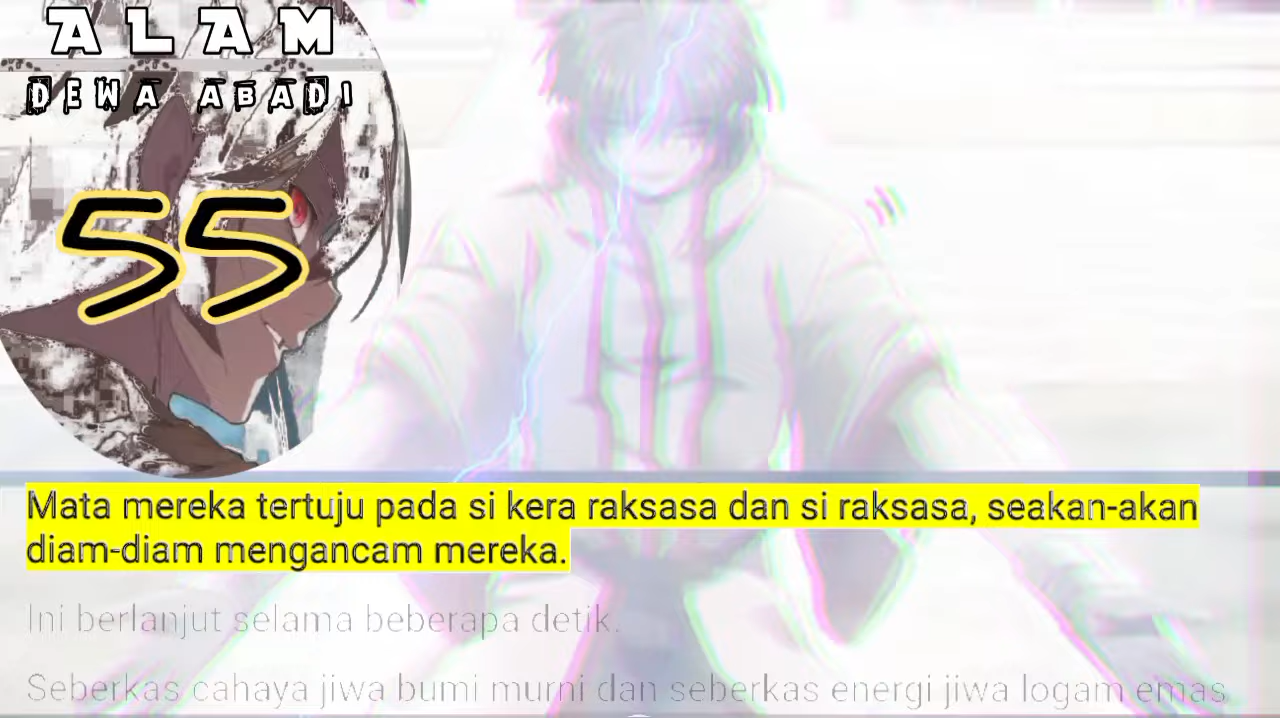 ALAM
DEWA ABADI
55
Mata mereka tertuju pada si kera raksasa dan si raksasa, seakan-akan
diam-diam mengancam mereka.
Ini berlanjut selama beberapa detik.
Seberkas cahaya jiwa bumi murni dan seberkas energi jiwa logam emas